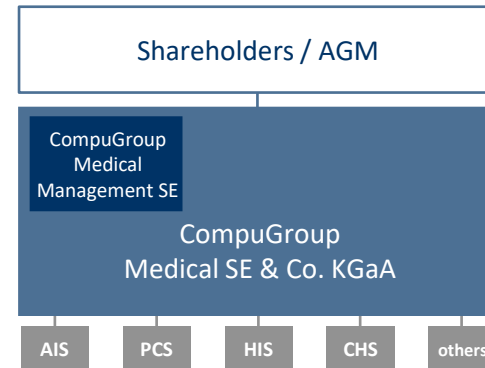 Shareholders / AGM
CompuGroup
Medical
Management SE
CompuGroup
Medical SE & Co. KGaA
AIS
PCS
HIS
CHS
others